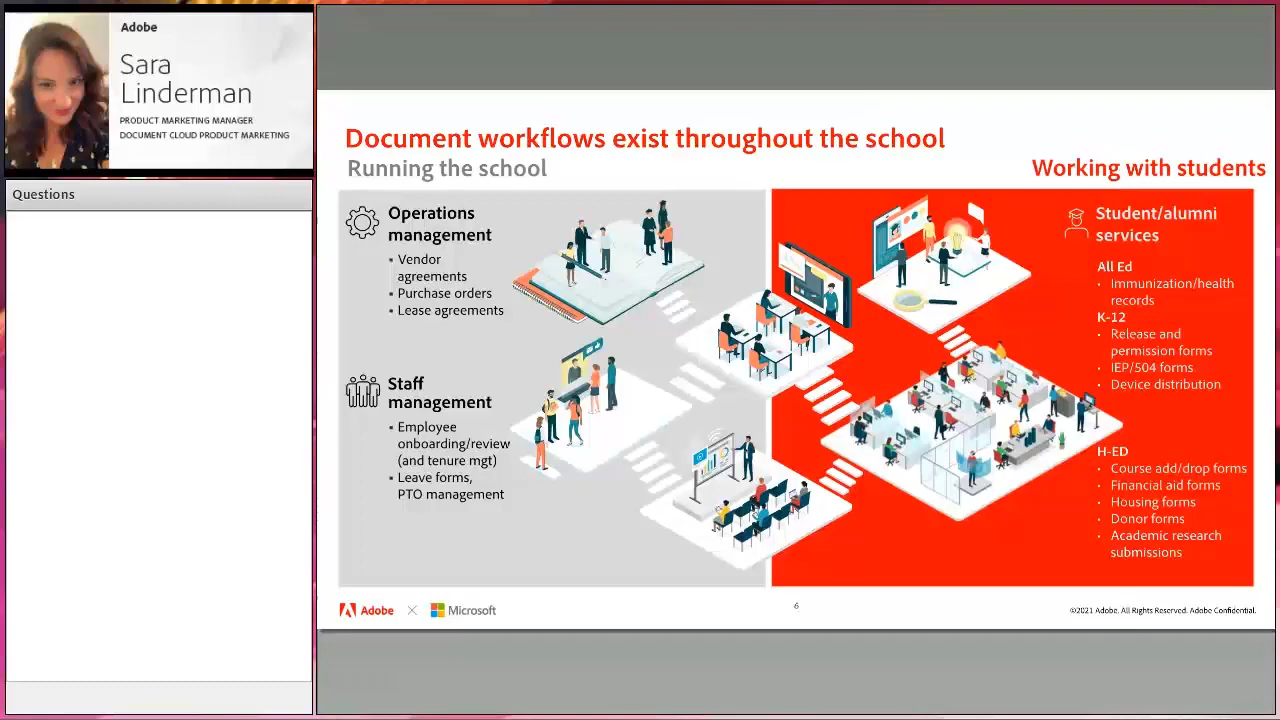 Adobe
Sara
Linderman
PRODUCT MARKETING MANAGER
DOCUMENT CLOUD PRODUCT MARKETING
Questions
Document workflows exist throughout the school
Running the school
Working with students
Operations
management
▪ Vendor
agreements
▪ Purchase orders
▪ Lease agreements
Staff
management
▪ Employee
onboarding/review
(and tenure mgt)
▪ Leave forms,
PTO management
Student/alumni
services
All Ed
· Immunization/health
records
K-12
· Release and
permission forms
· IEP/504 forms
· Device distribution
H-ED
· Course add/drop forms
· Financial aid forms
· Housing forms
· Donor forms
· Academic research
submissions
Adobe × Microsoft
6
©2021 Adobe. All Rights Reserved. Adobe Confidential.